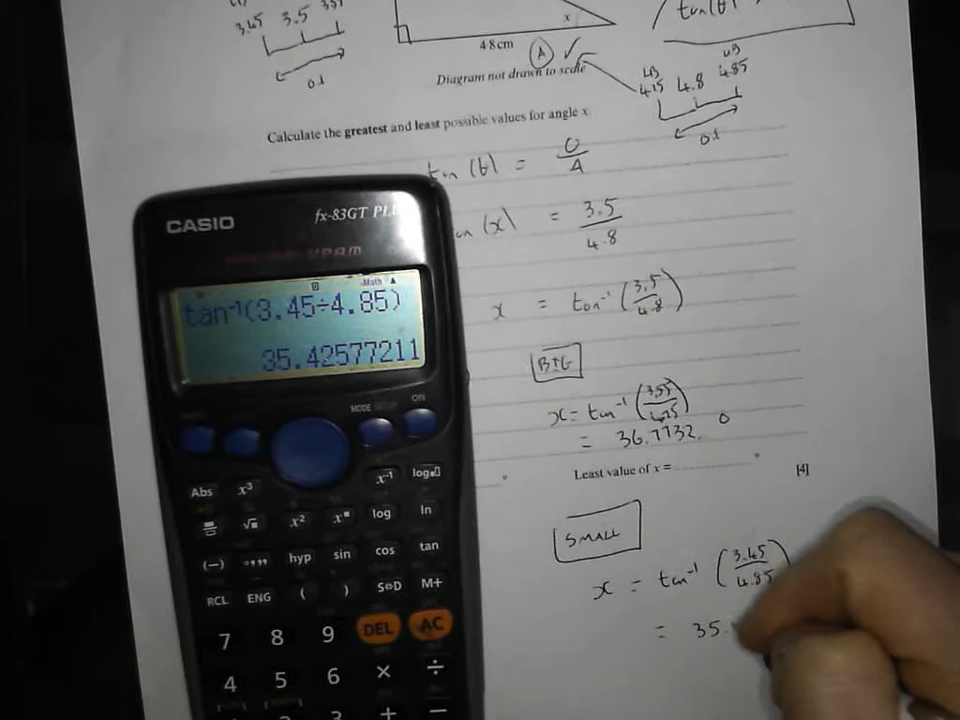 3.45 3.5
0.1
x
4.8cm
A ✓
Diagram not drawn to scale
tan(θ)
LB UB
4.75 4.8 4.85
0.1
Calculate the greatest and least possible values for angle x
tan (θ) = O/A
(x) = 3.5/4.8
x = tan⁻¹ (3.5/4.8)
BIG
x = tan⁻¹ (3.55/4.75)
= 36.7732.
Least value of x = ° [4]
SMALL
x = tan⁻¹ (3.45/4.85)
= 35.
CASIO fx-83GT PLUS
Math ▲
tan⁻¹(3.45÷4.85)
35.42577211
MODE ON
Abs x³ x⁻¹ log
x² log ln
(−) °,,, hyp sin cos tan
RCL ENG ( ) S⇔D M+
7 8 9 DEL AC
4 5 6 × ÷
2 3 + −